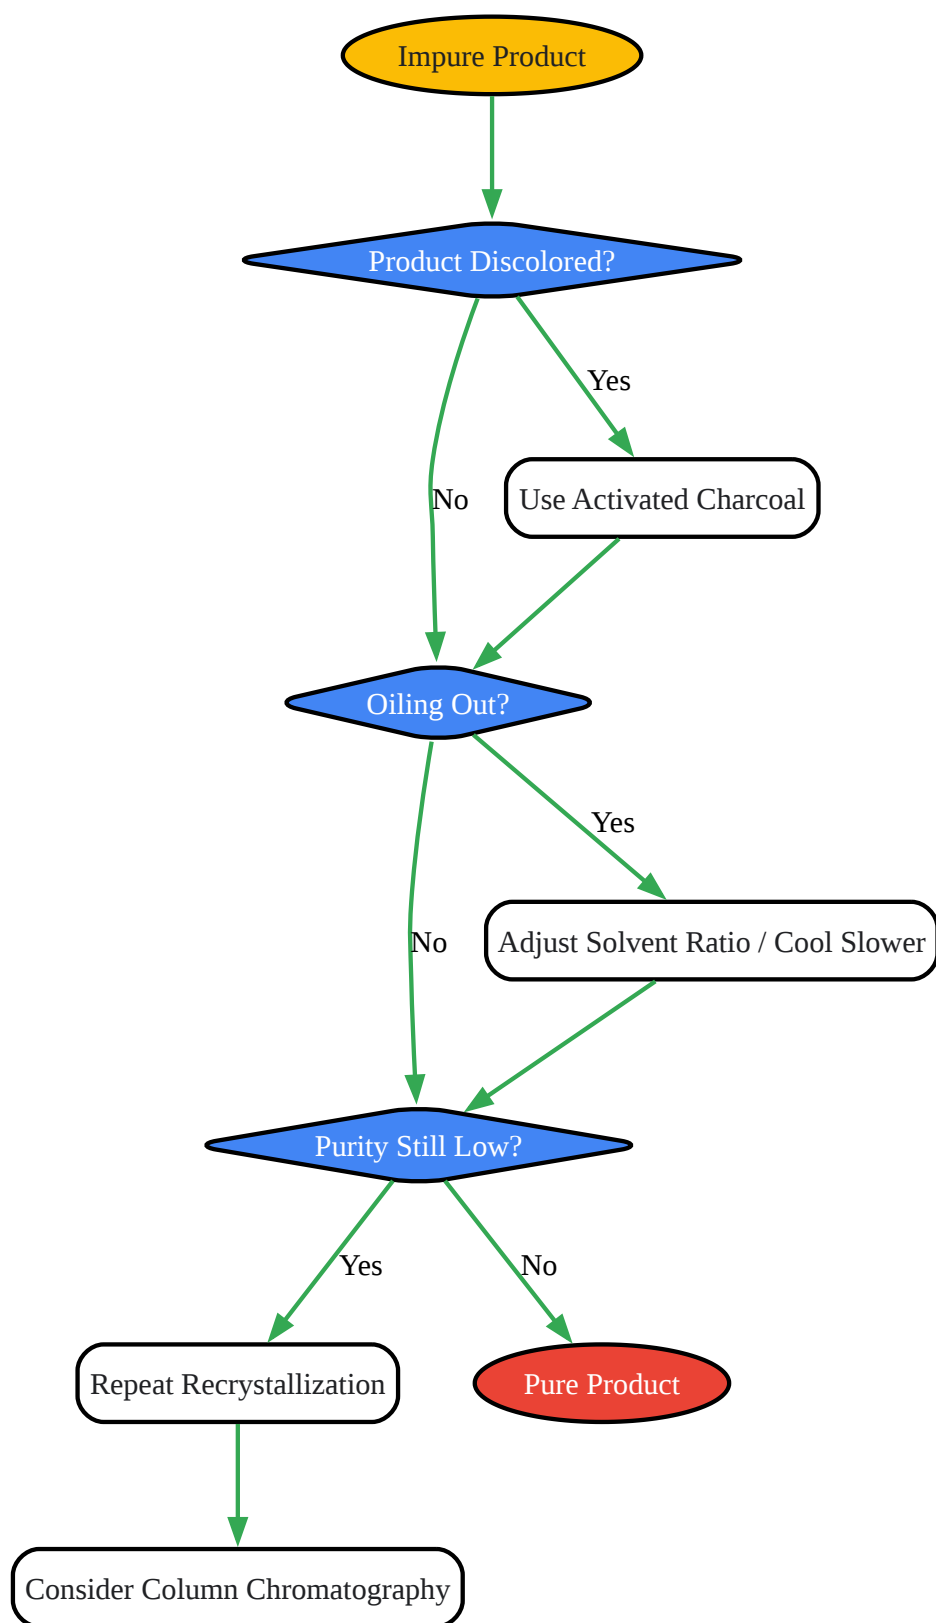 Impure Product
Product Discolored?
Yes
No
Use Activated Charcoal
Oiling Out?
Yes
No
Adjust Solvent Ratio / Cool Slower
Purity Still Low?
Yes
No
Repeat Recrystallization
Pure Product
Consider Column Chromatography